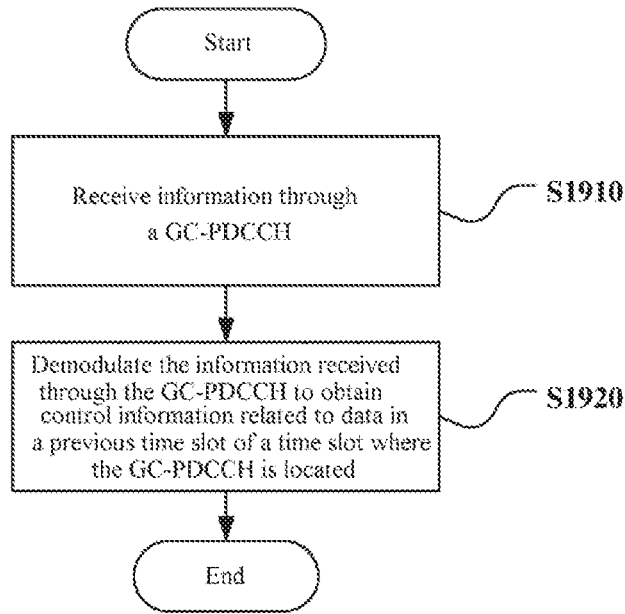 Start
Receive information through
a GC-PDCCH
S1910
Demodulate the information received
through the GC-PDCCH to obtain
control information related to data in
a previous time slot of a time slot where
the GC-PDCCH is located
S1920
End